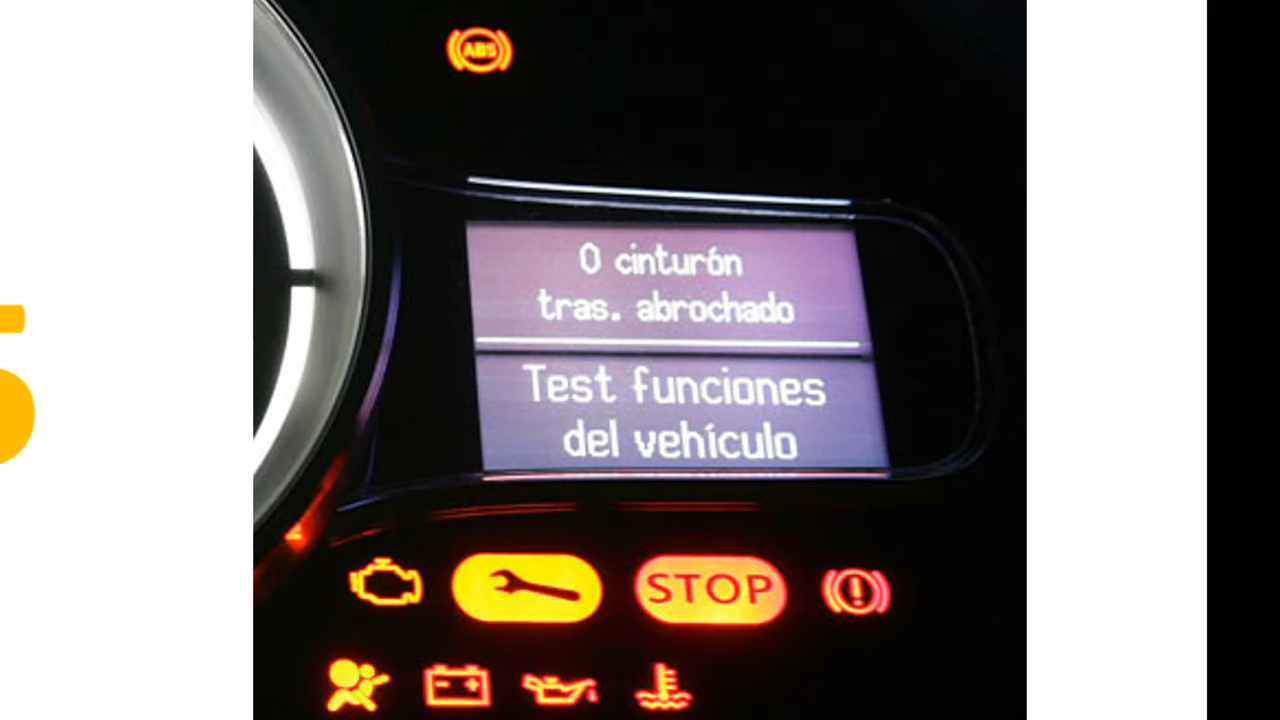 ABS
0 cinturón
tras. abrochado
Test funciones
del vehículo
STOP